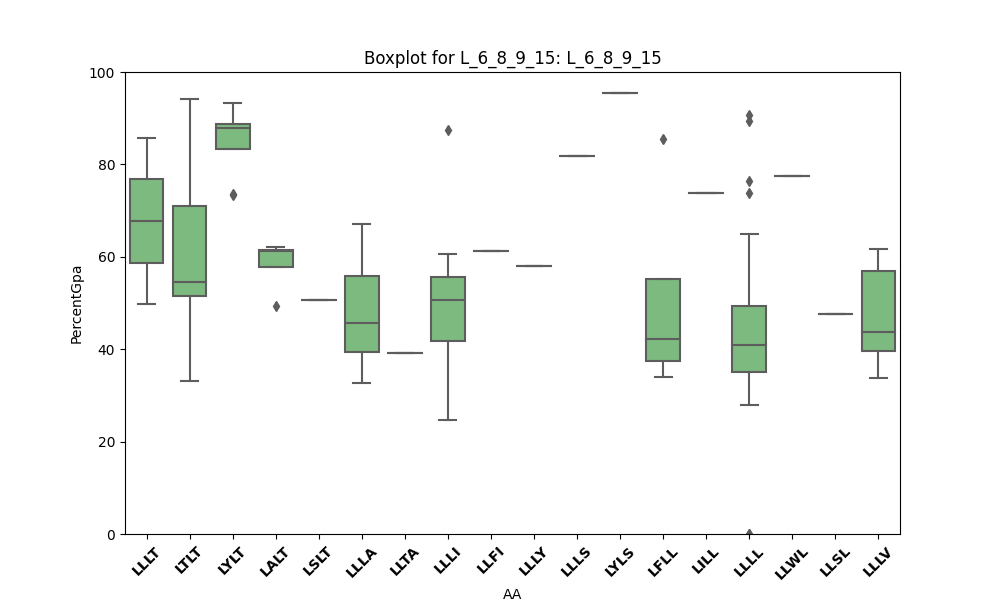 Boxplot for L_6_8_9_15: L_6_8_9_15
100
80
60
40
20
0
PercentGpa
LLLT LTLT LYLT LALT LSLT LLLA LLTA LLLI LLFI LLLY LLLS LYLS LFLL LILL LLLL LLWL LLSL LLLV
AA